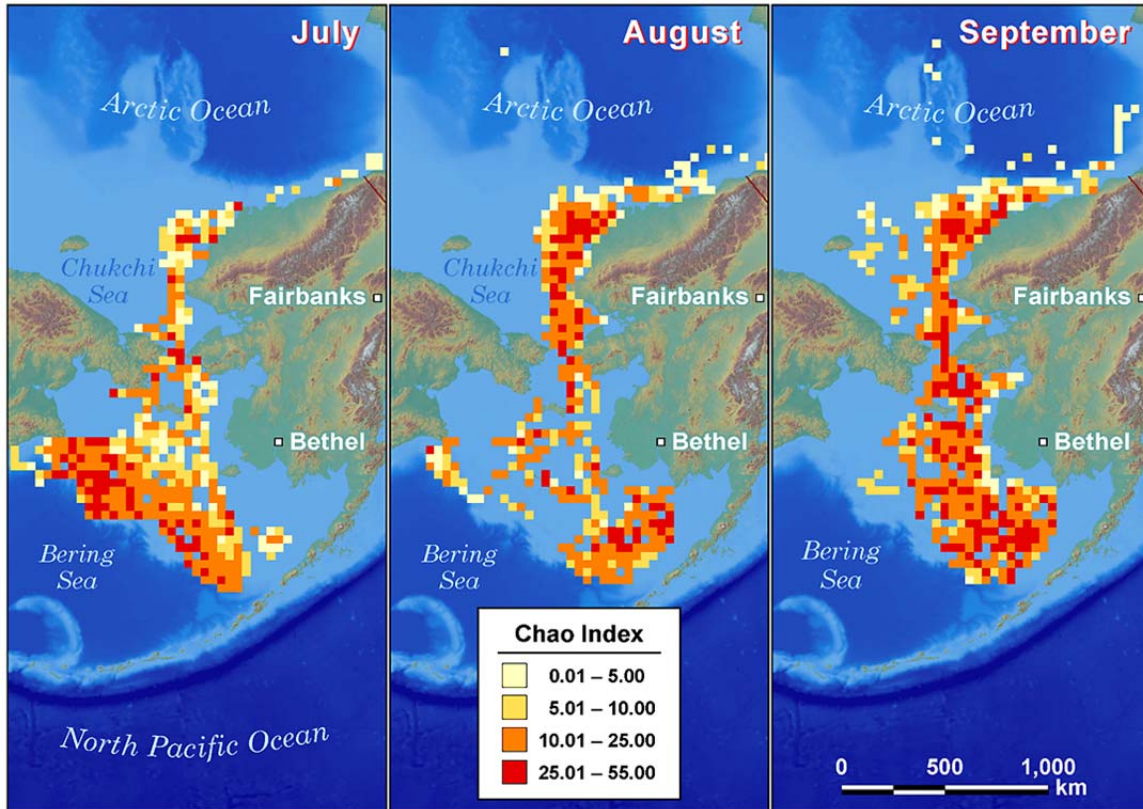 July
Arctic Ocean
Chukchi
Sea
Fairbanks
Bethel
Bering
Sea
North Pacific Ocean
August
Arctic Ocean
Chukchi
Sea
Fairbanks
Bethel
Bering
Sea
Chao Index
0.01 – 5.00
5.01 – 10.00
10.01 – 25.00
25.01 – 55.00
September
Arctic Ocean
Fairbanks
Bethel
Bering
Sea
0 500 1,000
km